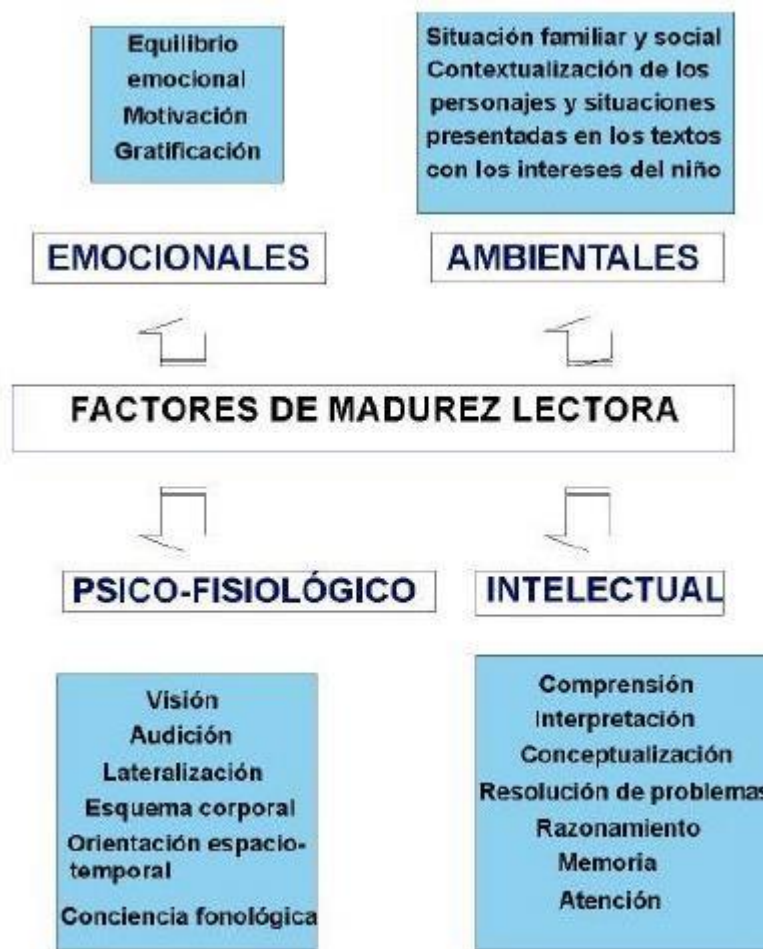 Equilibrio
emocional
Motivación
Gratificación
Situación familiar y social
Contextualización de los
personajes y situaciones
presentadas en los textos
con los intereses del niño
EMOCIONALES
AMBIENTALES
FACTORES DE MADUREZ LECTORA
PSICO-FISIOLÓGICO
INTELECTUAL
Visión
Audición
Lateralización
Esquema corporal
Orientación espacio-
temporal
Conciencia fonológica
Comprensión
Interpretación
Conceptualización
Resolución de problemas
Razonamiento
Memoria
Atención